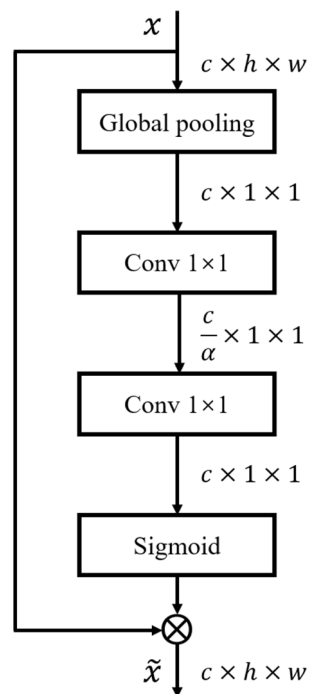 x
c × h × w
Global pooling
c × 1 × 1
Conv 1×1
c/α × 1 × 1
Conv 1×1
c × 1 × 1
Sigmoid
x̃ c × h × w